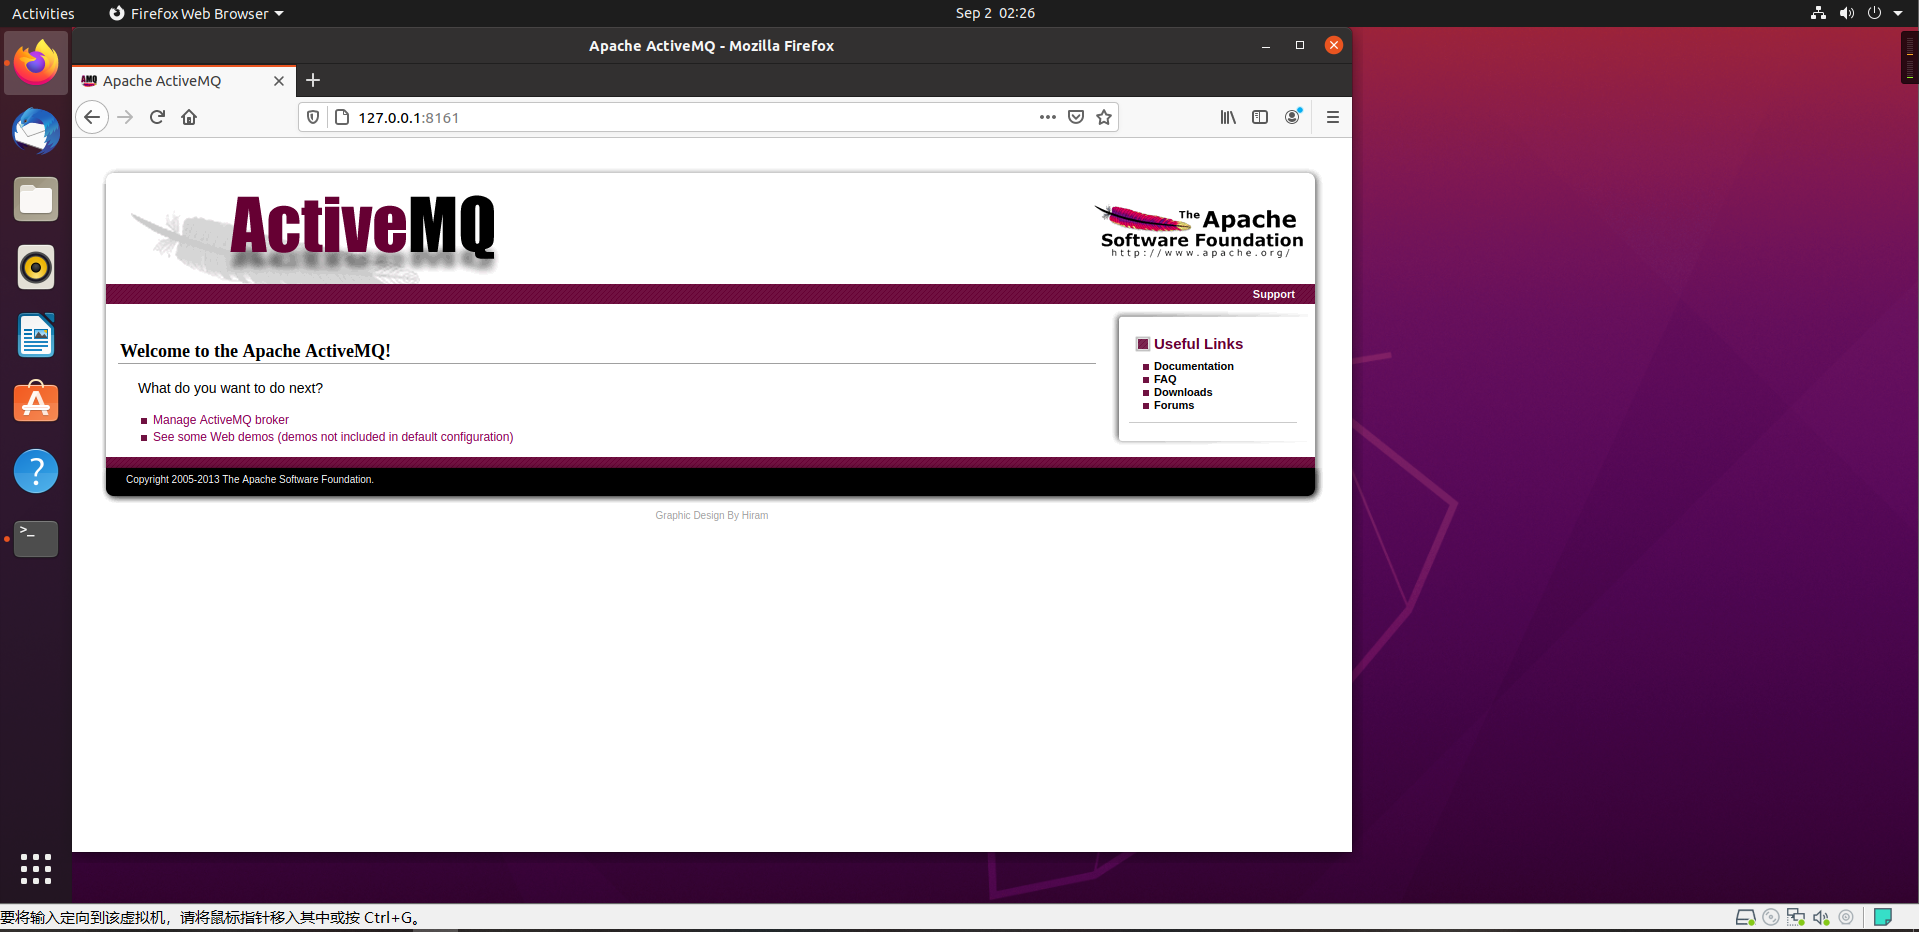 Activities
Firefox Web Browser
Sep 2 02:26
Apache ActiveMQ - Mozilla Firefox
AMQ Apache ActiveMQ
127.0.0.1:8161
ActiveMQ
The Apache
Software Foundation
http://www.apache.org/
Support
Welcome to the Apache ActiveMQ!
What do you want to do next?
Manage ActiveMQ broker
See some Web demos (demos not included in default configuration)
Useful Links
Documentation
FAQ
Downloads
Forums
Copyright 2005-2013 The Apache Software Foundation.
Graphic Design By Hiram
要将输入定向到该虚拟机，请将鼠标指针移入其中或按 Ctrl+G。